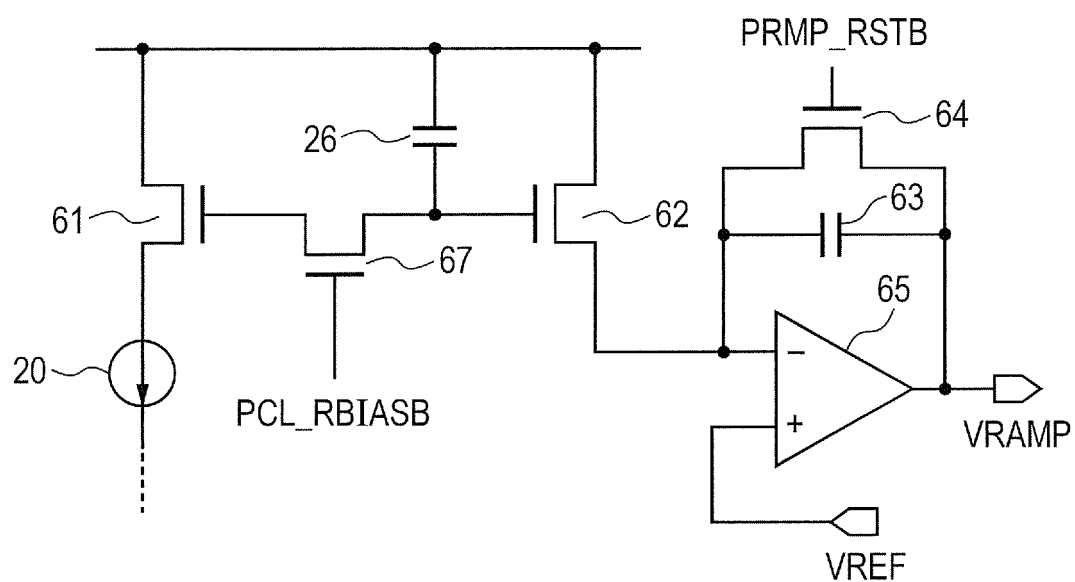 PRMP_RSTB
64
26
61
62
63
67
65
20
PCL_RBIASB
VRAMP
VREF